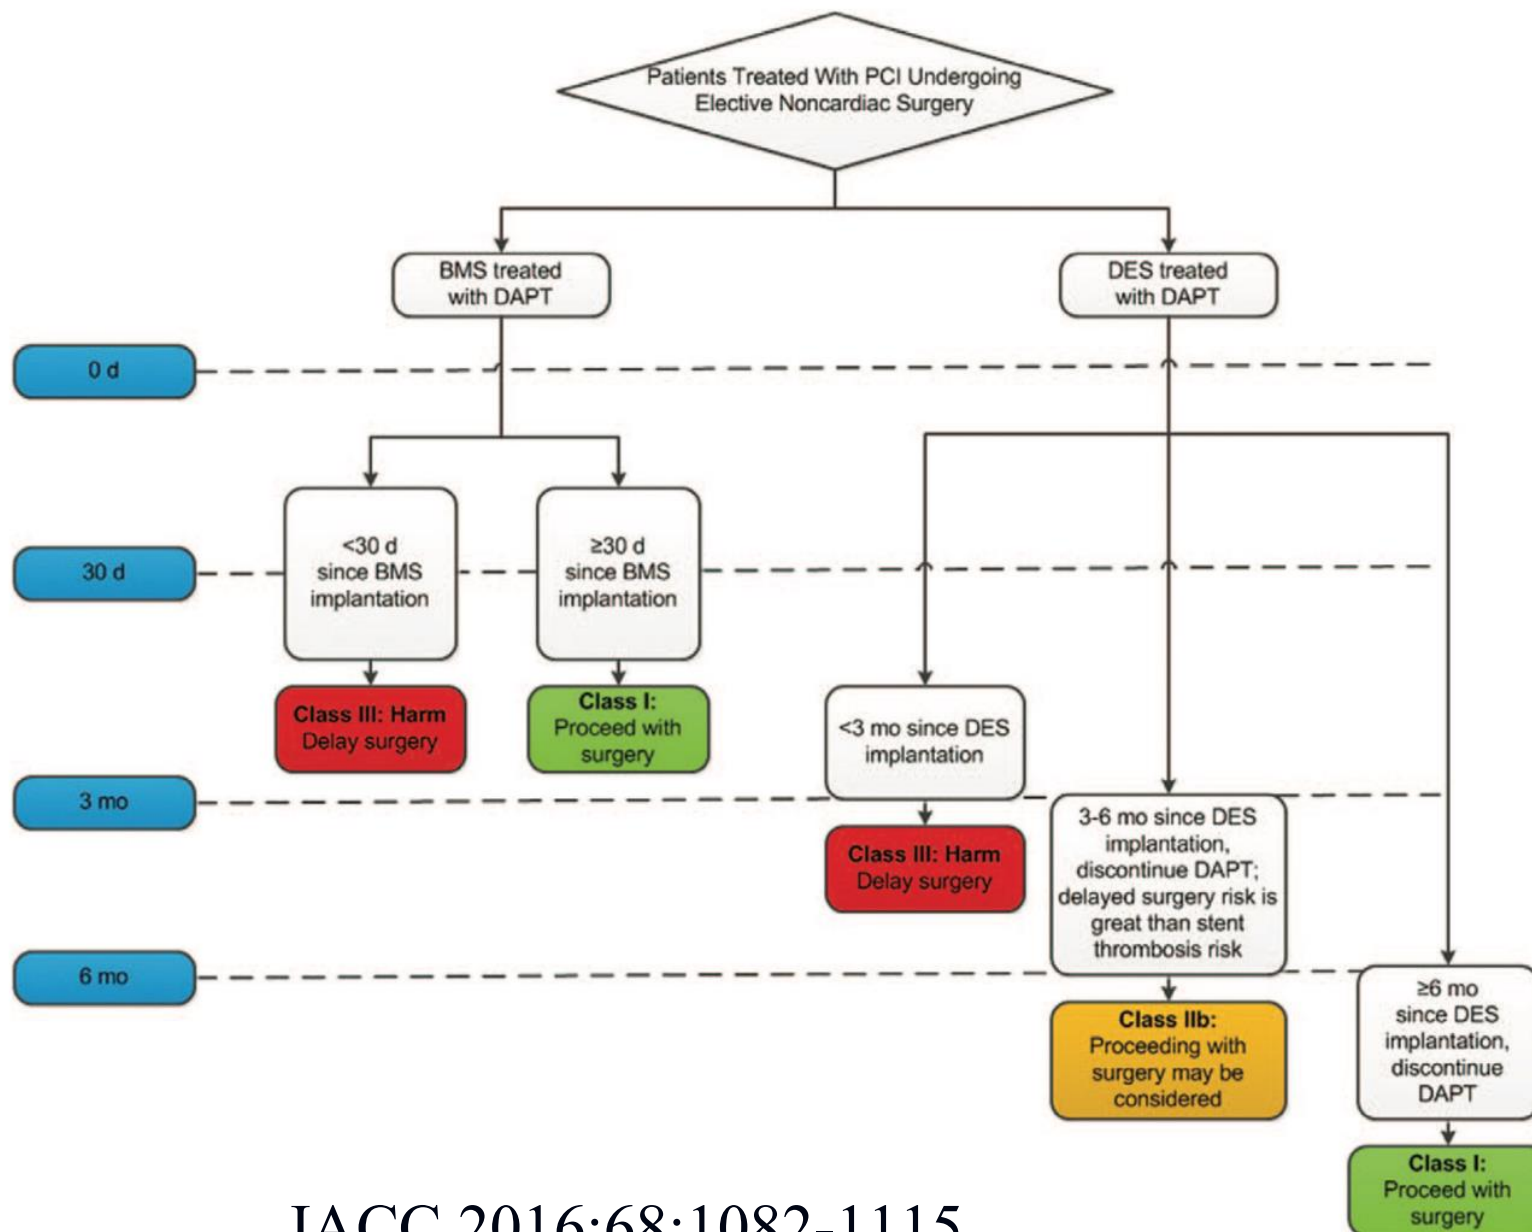 Patients Treated With PCI Undergoing
Elective Noncardiac Surgery
BMS treated
with DAPT
DES treated
with DAPT
0 d
30 d
<30 d
since BMS
implantation
≥30 d
since BMS
implantation
Class III: Harm
Delay surgery
Class I:
Proceed with
surgery
<3 mo since DES
implantation
3 mo
Class III: Harm
Delay surgery
3-6 mo since DES
implantation,
discontinue DAPT;
delayed surgery risk is
great than stent
thrombosis risk
6 mo
Class IIb:
Proceeding with
surgery may be
considered
≥6 mo
since DES
implantation,
discontinue
DAPT
Class I:
Proceed with
surgery
JACC 2016;68:1082-1115